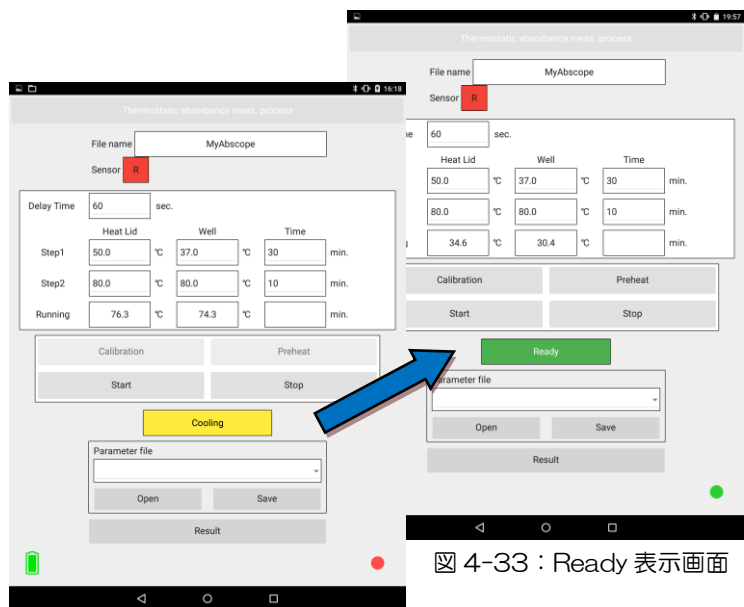 19:57
Thermostatic absorbance meas. process
File name MyAbscope
Sensor R
e 60 sec.
Heat Lid Well Time
50.0 ℃ 37.0 ℃ 30 min.
80.0 ℃ 80.0 ℃ 10 min.
34.6 ℃ 30.4 ℃ min.
Calibration Preheat
Start Stop
Ready
Parameter file
Open Save
Result
図 4-33：Ready 表示画面
16:18
Thermostatic absorbance meas. process
File name MyAbscope
Sensor R
Delay Time 60 sec.
Heat Lid Well Time
Step1 50.0 ℃ 37.0 ℃ 30 min.
Step2 80.0 ℃ 80.0 ℃ 10 min.
Running 76.3 ℃ 74.3 ℃ min.
Calibration Preheat
Start Stop
Cooling
Parameter file
Open Save
Result